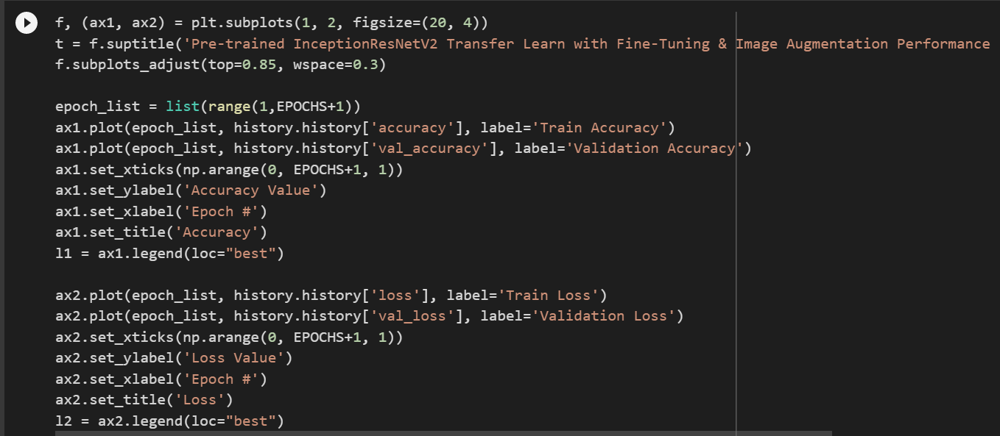 f, (ax1, ax2) = plt.subplots(1, 2, figsize=(20, 4))
t = f.suptitle('Pre-trained InceptionResNetV2 Transfer Learn with Fine-Tuning & Image Augmentation Performance
f.subplots_adjust(top=0.85, wspace=0.3)

epoch_list = list(range(1,EPOCHS+1))
ax1.plot(epoch_list, history.history['accuracy'], label='Train Accuracy')
ax1.plot(epoch_list, history.history['val_accuracy'], label='Validation Accuracy')
ax1.set_xticks(np.arange(0, EPOCHS+1, 1))
ax1.set_ylabel('Accuracy Value')
ax1.set_xlabel('Epoch #')
ax1.set_title('Accuracy')
l1 = ax1.legend(loc="best")

ax2.plot(epoch_list, history.history['loss'], label='Train Loss')
ax2.plot(epoch_list, history.history['val_loss'], label='Validation Loss')
ax2.set_xticks(np.arange(0, EPOCHS+1, 1))
ax2.set_ylabel('Loss Value')
ax2.set_xlabel('Epoch #')
ax2.set_title('Loss')
l2 = ax2.legend(loc="best")